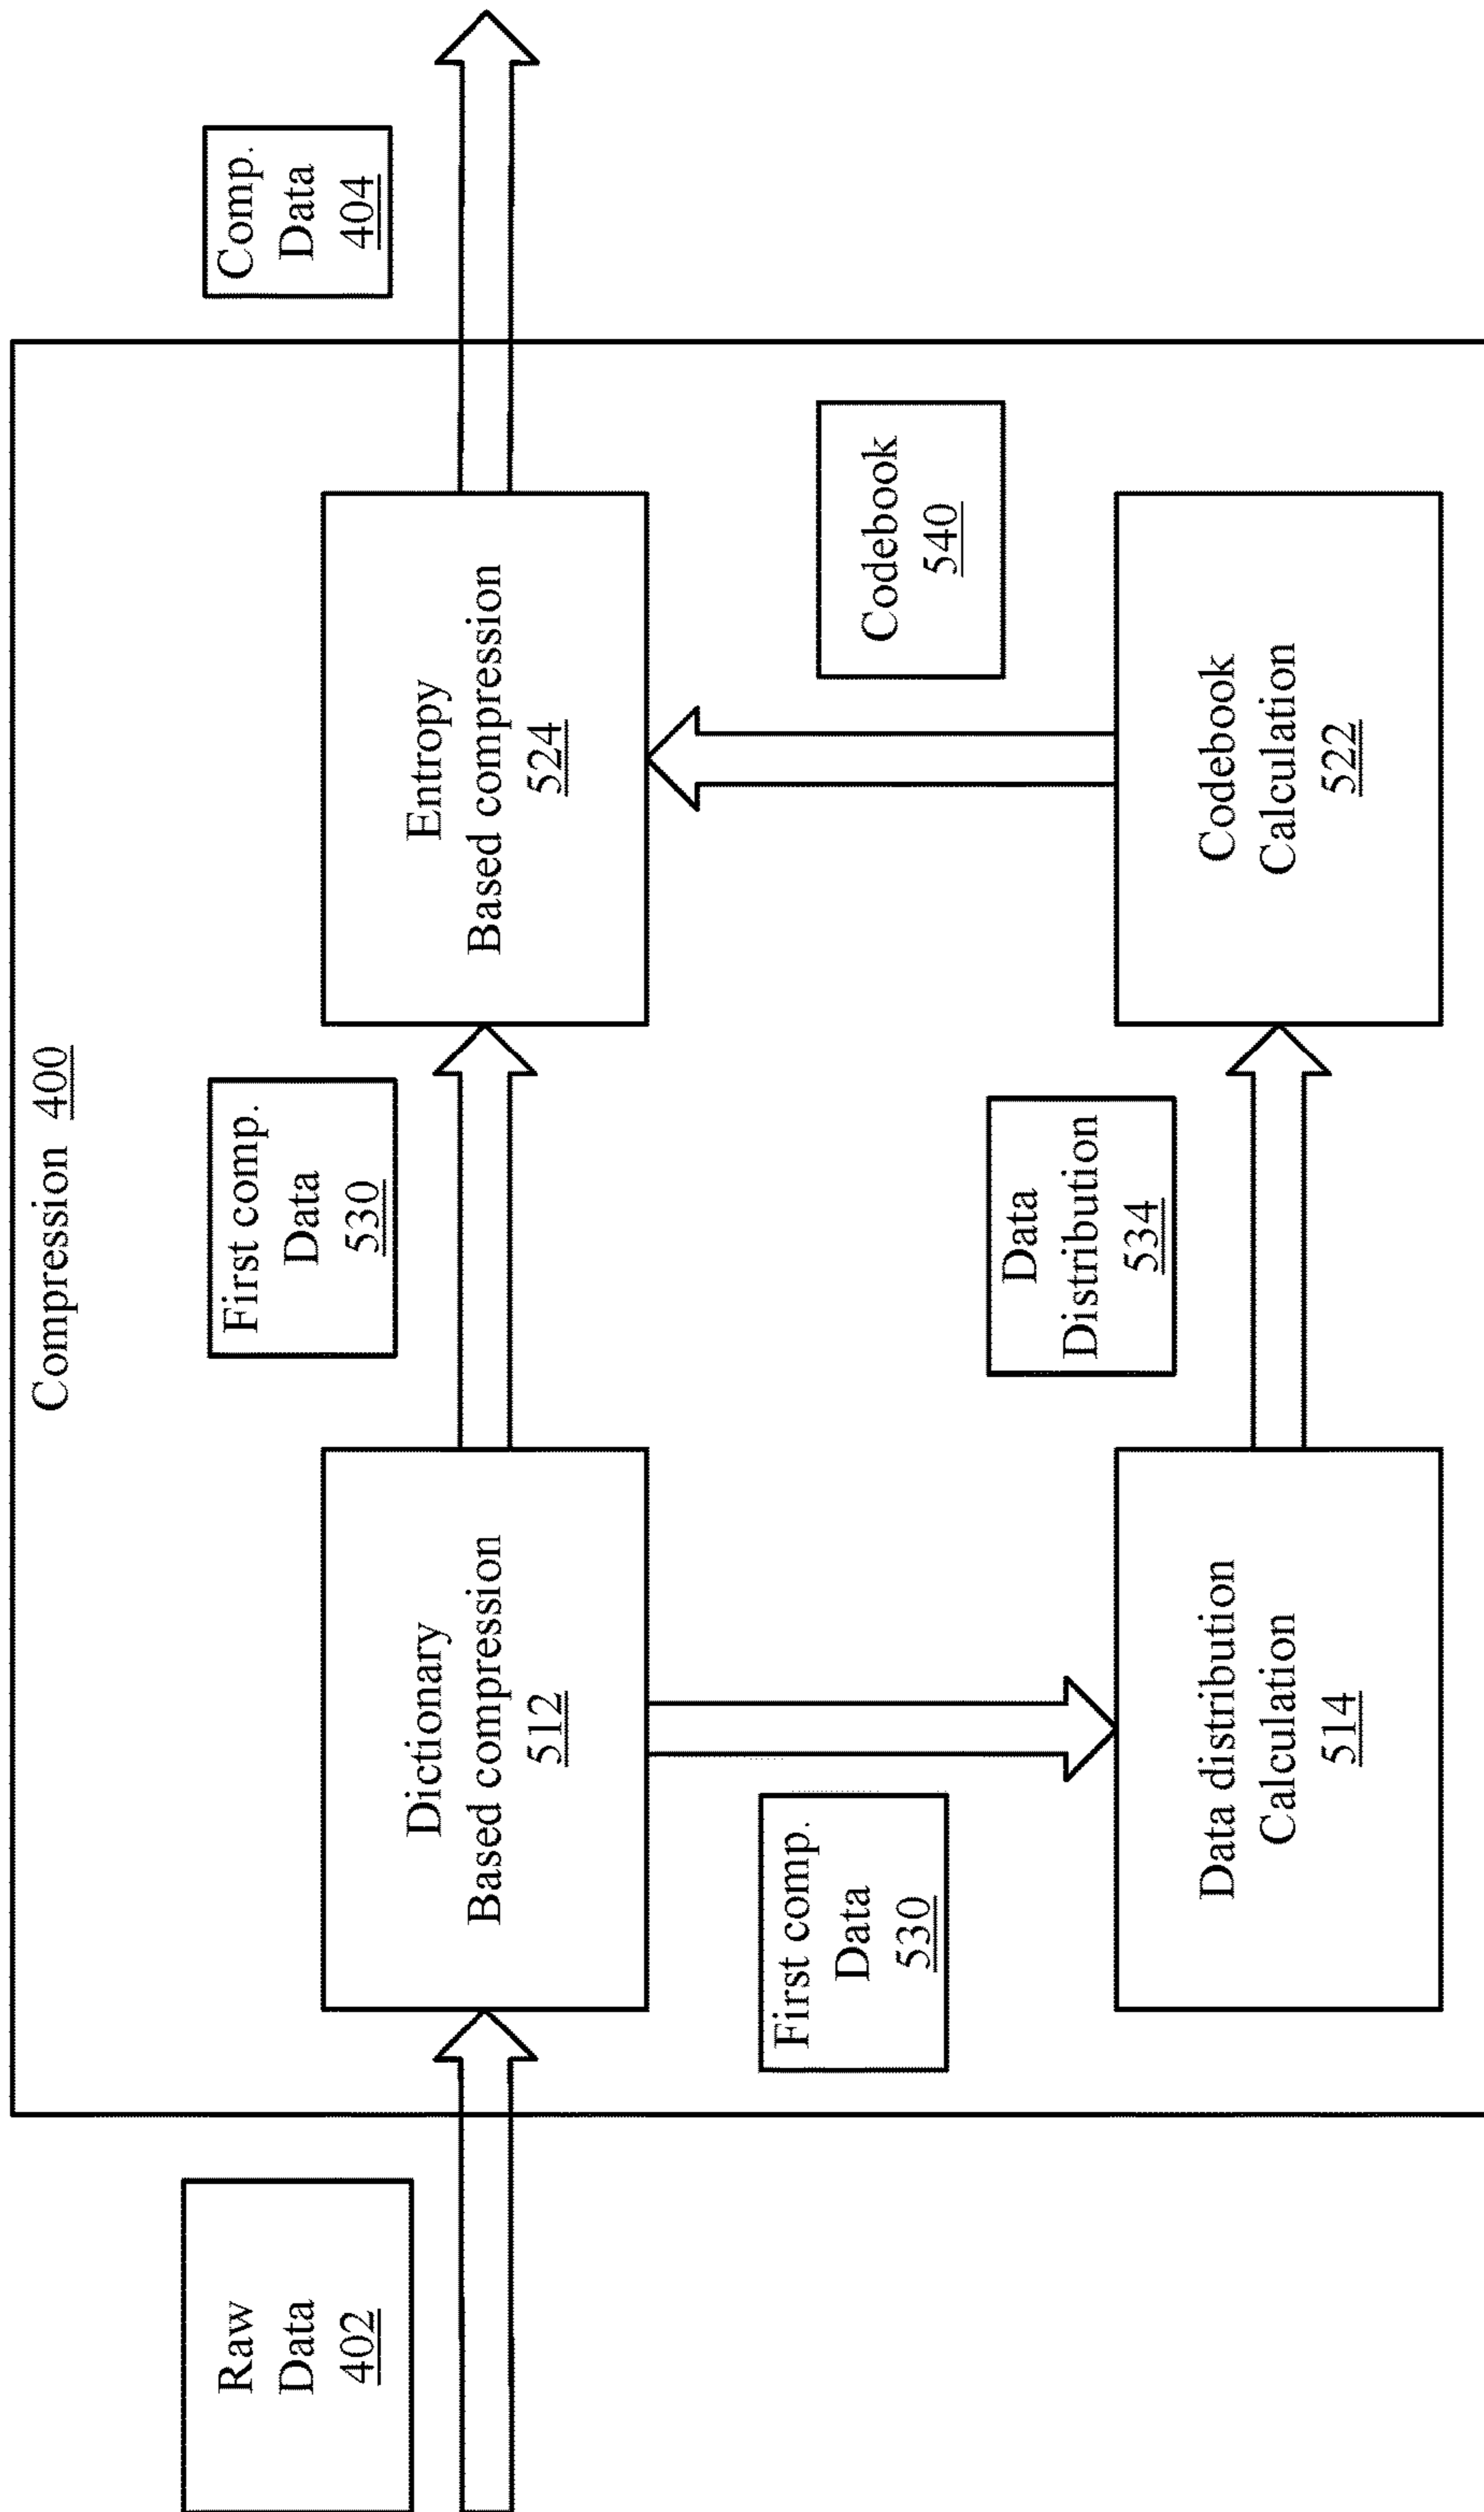 Compression 400
Raw
Data
402
Dictionary
Based compression
512
First comp.
Data
530
Entropy
Based compression
524
Comp.
Data
404
First comp.
Data
530
Data distribution
Calculation
514
Data
Distribution
534
Codebook
Calculation
522
Codebook
540